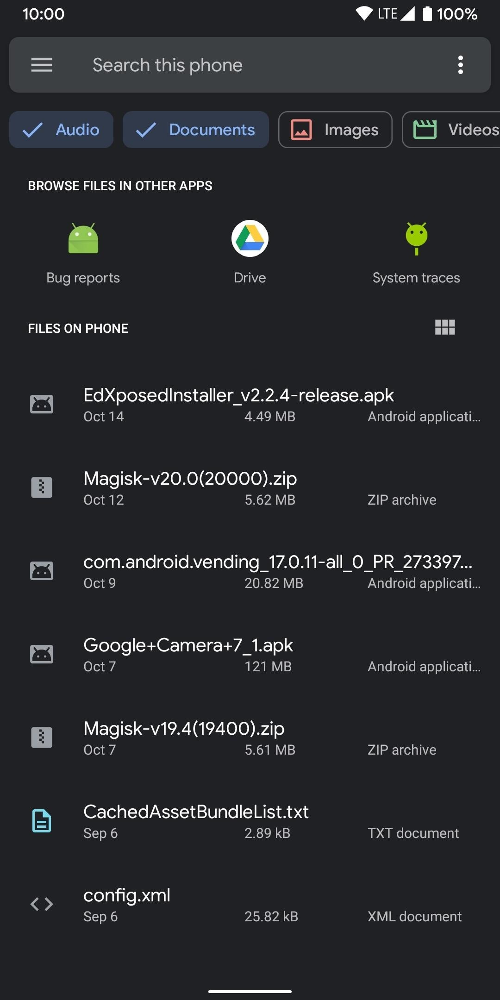 10:00 LTE 100%
Search this phone
Audio Documents Images Videos
BROWSE FILES IN OTHER APPS
Bug reports Drive System traces
FILES ON PHONE
EdXposedInstaller_v2.2.4-release.apk
Oct 14 4.49 MB Android applicati...
Magisk-v20.0(20000).zip
Oct 12 5.62 MB ZIP archive
com.android.vending_17.0.11-all_0_PR_273397...
Oct 9 20.82 MB Android applicati...
Google+Camera+7_1.apk
Oct 7 121 MB Android applicati...
Magisk-v19.4(19400).zip
Oct 7 5.61 MB ZIP archive
CachedAssetBundleList.txt
Sep 6 2.89 kB TXT document
config.xml
Sep 6 25.82 kB XML document